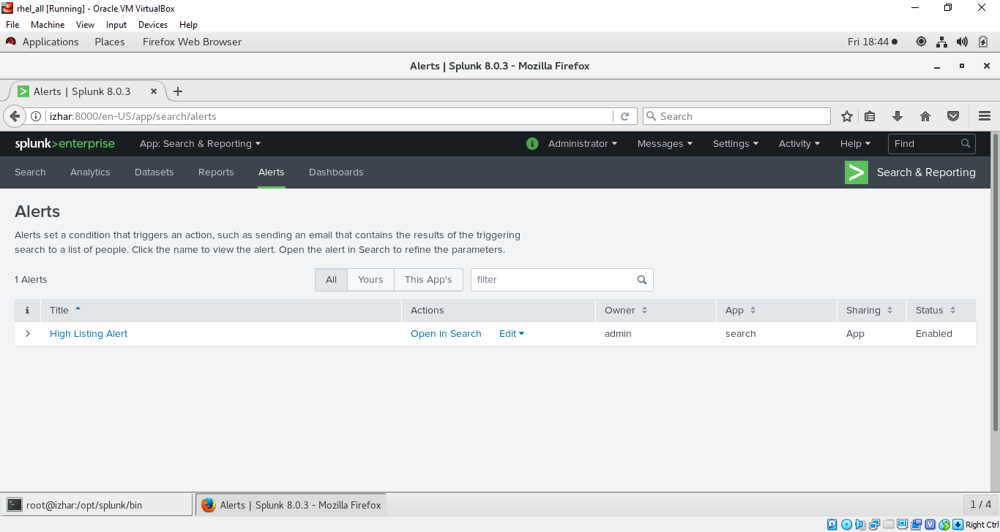 rhel_all [Running] - Oracle VM VirtualBox
File Machine View Input Devices Help
Applications Places Firefox Web Browser Fri 18:44
Alerts | Splunk 8.0.3 - Mozilla Firefox
Alerts | Splunk 8.0.3
izhar:8000/en-US/app/search/alerts Search
splunk>enterprise App: Search & Reporting Administrator Messages Settings Activity Help Find
Search Analytics Datasets Reports Alerts Dashboards Search & Reporting
Alerts
Alerts set a condition that triggers an action, such as sending an email that contains the results of the triggering
search to a list of people. Click the name to view the alert. Open the alert in Search to refine the parameters.
1 Alerts All Yours This App's filter
i Title Actions Owner App Sharing Status
High Listing Alert Open in Search Edit admin search App Enabled
root@izhar:/opt/splunk/bin Alerts | Splunk 8.0.3 - Mozilla Firefox 1 / 4
Right Ctrl